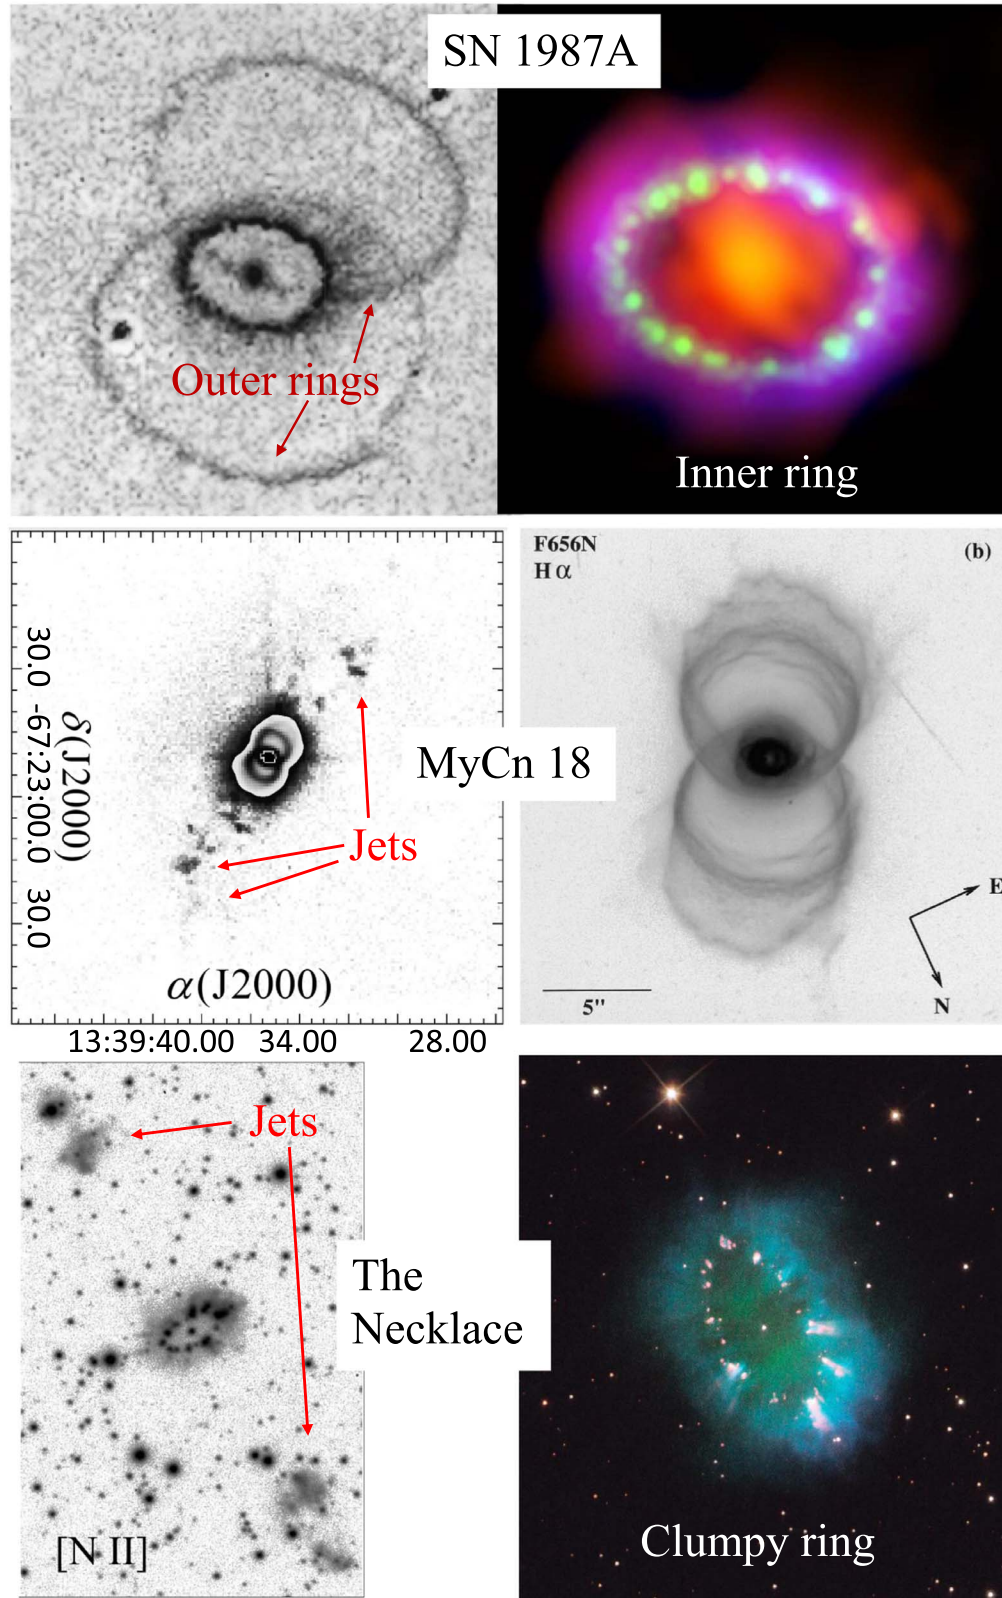 SN 1987A
Outer rings
Inner ring
F656N
H α
(b)
30.0 -67:23:00.0 30.0
δ(J2000)
MyCn 18
Jets
E
N
5"
α(J2000)
13:39:40.00 34.00 28.00
Jets
The
Necklace
[N II]
Clumpy ring